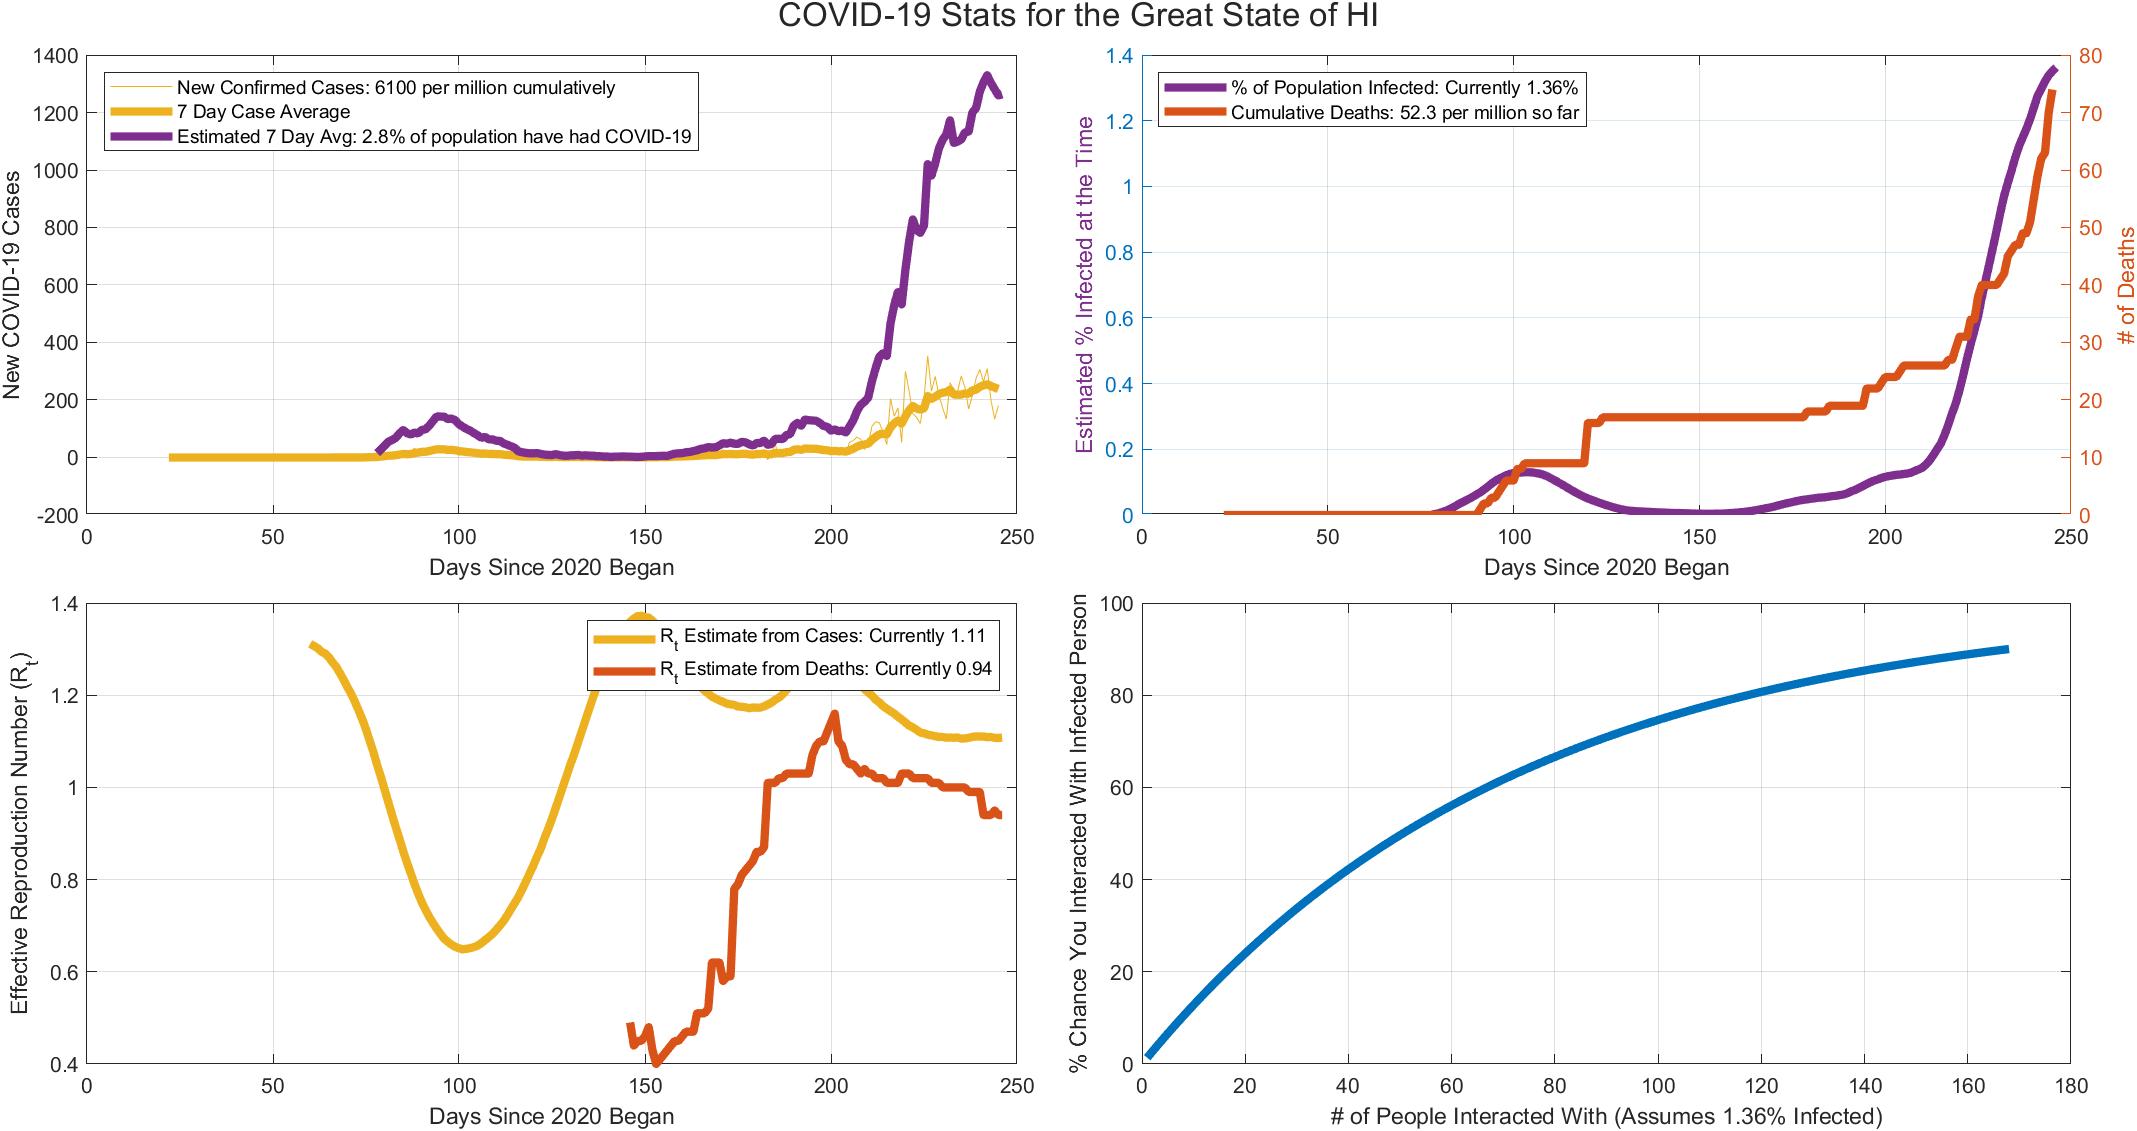 COVID-19 Stats for the Great State of HI
1400
1200
1000
800
600
400
200
0
-200
New COVID-19 Cases
New Confirmed Cases: 6100 per million cumulatively
7 Day Case Average
Estimated 7 Day Avg: 2.8% of population have had COVID-19
0 50 100 150 200 250
Days Since 2020 Began
1.4
1.2
1
0.8
0.6
0.4
0.2
0
Estimated % Infected at the Time
% of Population Infected: Currently 1.36%
Cumulative Deaths: 52.3 per million so far
80
70
60
50
40
30
20
10
0
# of Deaths
0 50 100 150 200 250
Days Since 2020 Began
1.4
1.2
1
0.8
0.6
0.4
Effective Reproduction Number (Rt)
Rt Estimate from Cases: Currently 1.11
Rt Estimate from Deaths: Currently 0.94
0 50 100 150 200 250
Days Since 2020 Began
100
80
60
40
20
0
% Chance You Interacted With Infected Person
0 20 40 60 80 100 120 140 160 180
# of People Interacted With (Assumes 1.36% Infected)